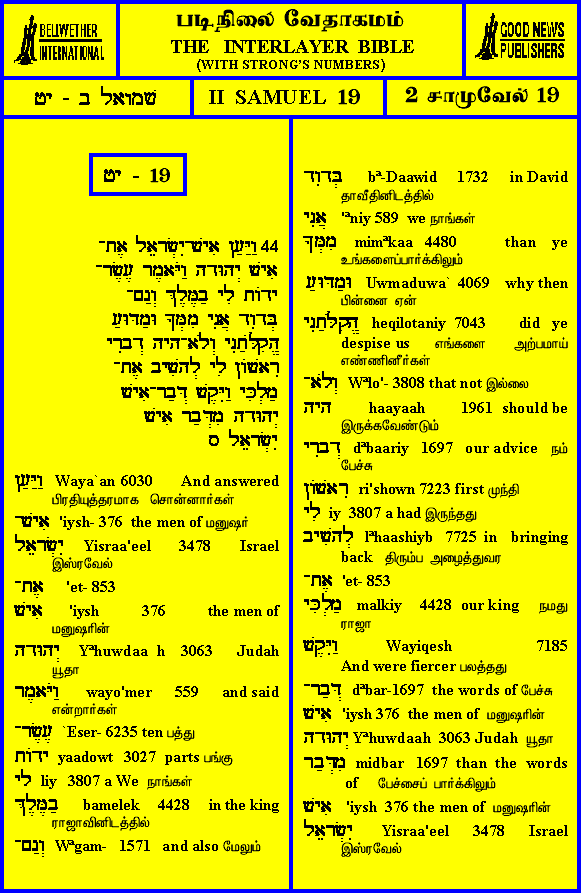 BELLWETHER
INTERNATIONAL
படிநிலை வேதாகமம்
THE INTERLAYER BIBLE
(WITH STRONG'S NUMBERS)
GOOD NEWS
PUBLISHERS
שמואל ב - יט
II SAMUEL 19
2 சாமுவேல் 19
יט - 19
44 וַיַּעַן אִישׁ־יִשְׂרָאֵל אֶת־
אִישׁ יְהוּדָה וַיֹּאמֶר עֶשֶׂר־
יָדוֹת לִי בַמֶּלֶךְ וְגַם־
בְּדָוִד אֲנִי מִמְּךָ וּמַדּוּעַ
הֱקִלֹּתַנִי וְלֹא־הָיָה דְבָרִי
רִאשׁוֹן לִי לְהָשִׁיב אֶת־
מַלְכִּי וַיִּקֶשׁ דְּבַר־אִישׁ
יְהוּדָה מִדְּבַר אִישׁ
יִשְׂרָאֵל ס
וַיַּעַן Waya`an 6030 And answered
பிரதியுத்தரமாக சொன்னார்கள்
אִישׁ־ 'iysh- 376 the men of மனுஷர்
יִשְׂרָאֵל Yisraa'eel 3478 Israel
இஸ்ரவேல்
אֶת־ 'et- 853
אִישׁ 'iysh 376 the men of
மனுஷரின்
יְהוּדָה Yªhuwdaa h 3063 Judah
யூதா
וַיֹּאמֶר wayo'mer 559 and said
என்றார்கள்
עֶשֶׂר־ `Eser- 6235 ten பத்து
יָדוֹת yaadowt 3027 parts பங்கு
לִי liy 3807 a We நாங்கள்
בַמֶּלֶךְ bamelek 4428 in the king
ராஜாவினிடத்தில்
וְגַם־ Wªgam- 1571 and also மேலும்
בְּדָוִד bª-Daawid 1732 in David
தாவீதினிடத்தில்
אֲנִי 'ªniy 589 we நாங்கள்
מִמְּךָ mimªkaa 4480 than ye
உங்களைப்பார்க்கிலும்
וּמַדּוּעַ Uwmaduwa` 4069 why then
பின்னை ஏன்
הֱקִלֹּתַנִי heqilotaniy 7043 did ye
despise us எங்களை அற்பமாய்
எண்ணினீர்கள்
וְלֹא־ Wªlo'- 3808 that not இல்லை
הָיָה haayaah 1961 should be
இருக்கவேண்டும்
דְבָרִי dªbaariy 1697 our advice நம்
பேச்சு
רִאשׁוֹן ri'shown 7223 first முந்தி
לִּי iy 3807 a had இருந்தது
לְהָשִׁיב lªhaashiyb 7725 in bringing
back திரும்ப அழைத்துவர
אֶת־ 'et- 853
מַלְכִּי malkiy 4428 our king நமது
ராஜா
וַיִּקֶשׁ Wayiqesh 7185
And were fiercer பலத்தது
דְּבַר־ dªbar-1697 the words of பேச்சு
אִישׁ 'iysh 376 the men of மனுஷரின்
יְהוּדָה Yªhuwdaah 3063 Judah யூதா
מִדְּבַר midbar 1697 than the words
of பேச்சைப் பார்க்கிலும்
אִישׁ 'iysh 376 the men of மனுஷரின்
יִשְׂרָאֵל Yisraa'eel 3478 Israel
இஸ்ரவேல்